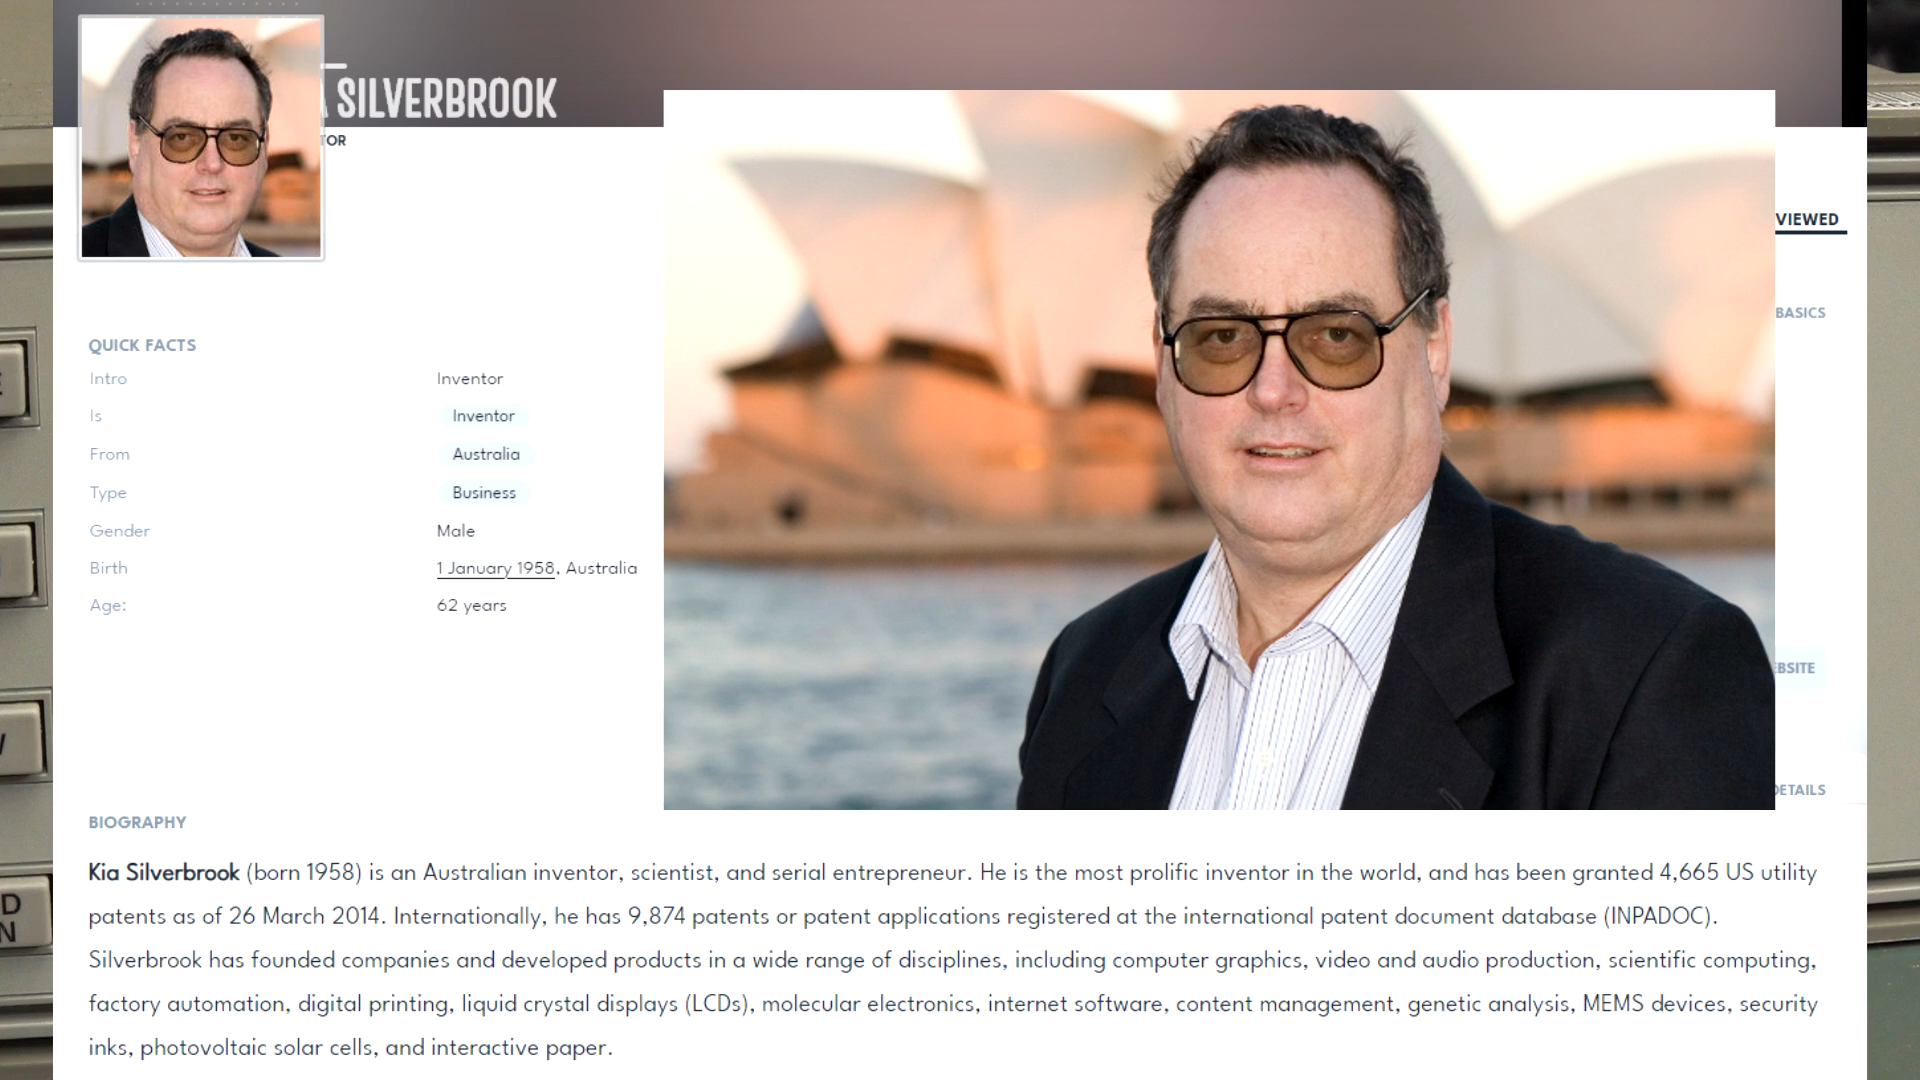 SILVERBROOK
VIEWED
BASICS
QUICK FACTS
Intro Inventor
Is Inventor
From Australia
Type Business
Gender Male
Birth 1 January 1958, Australia
Age: 62 years
DETAILS
BIOGRAPHY
Kia Silverbrook (born 1958) is an Australian inventor, scientist, and serial entrepreneur. He is the most prolific inventor in the world, and has been granted 4,665 US utility
patents as of 26 March 2014. Internationally, he has 9,874 patents or patent applications registered at the international patent document database (INPADOC).
Silverbrook has founded companies and developed products in a wide range of disciplines, including computer graphics, video and audio production, scientific computing,
factory automation, digital printing, liquid crystal displays (LCDs), molecular electronics, internet software, content management, genetic analysis, MEMS devices, security
inks, photovoltaic solar cells, and interactive paper.